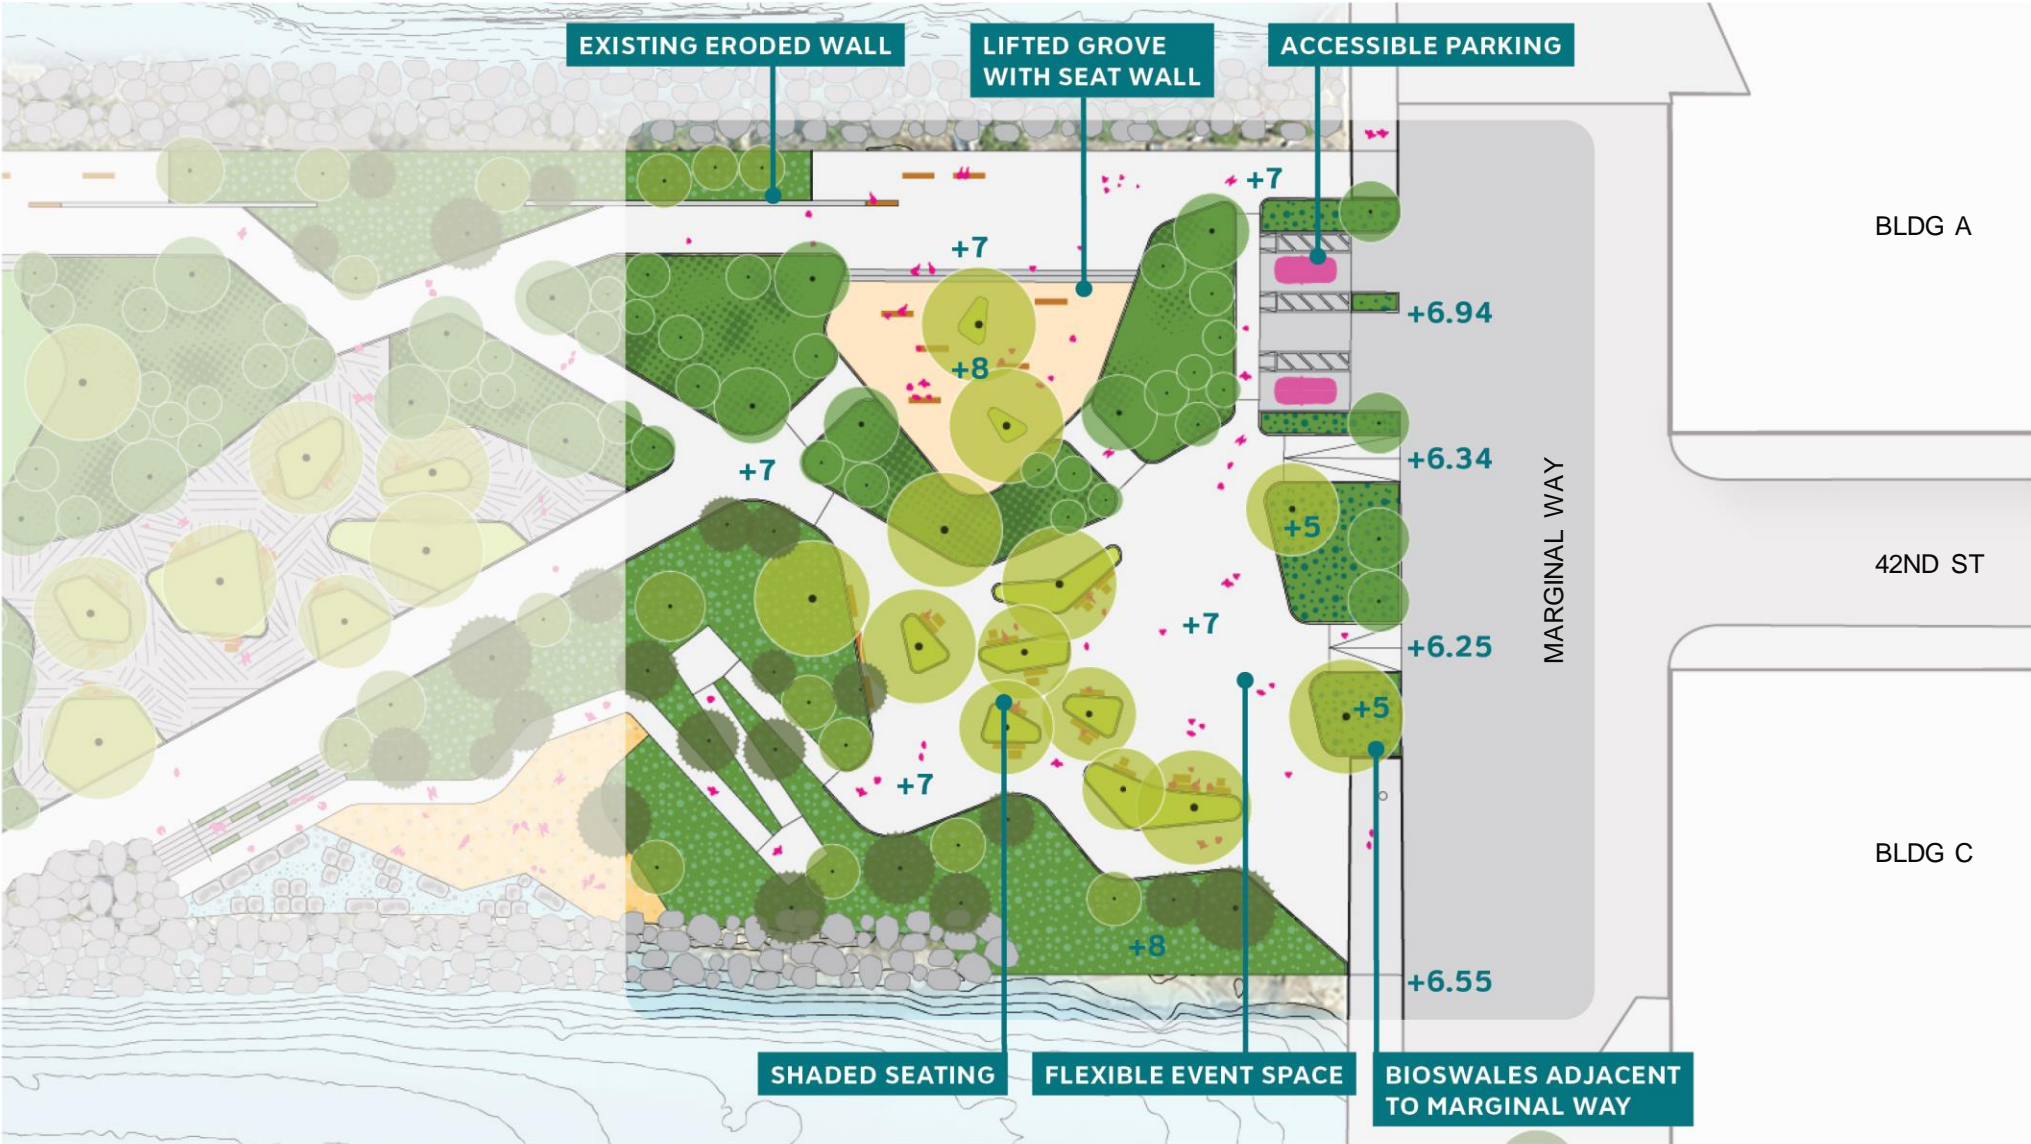 EXISTING ERODED WALL
LIFTED GROVE
WITH SEAT WALL
ACCESSIBLE PARKING
+7
BLDG A
+7
+6.94
+8
+6.34
+7
+5
MARGINAL WAY
42ND ST
+7
+6.25
+5
+7
BLDG C
+8
+6.55
SHADED SEATING
FLEXIBLE EVENT SPACE
BIOSWALES ADJACENT
TO MARGINAL WAY